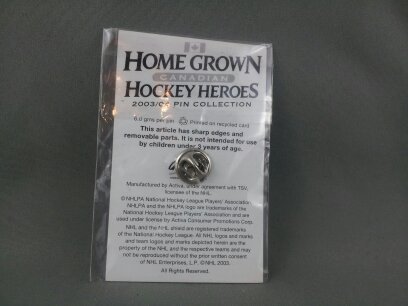 HOME GROWN
CANADIAN
HOCKEY HEROES
2003/04 PIN COLLECTION
6.0 gms per pin Printed on recycled card
This article has sharp edges and
removable parts. It is not intended for use
by children under 3 years of age.
Manufactured by Activa, under agreement with TSV,
licensee of the NHL.
© NHLPA National Hockey League Players' Association.
NHLPA and the NHLPA logo are trademarks of the
National Hockey League Players' Association and are
used under license by Activa Consumer Promotions Corp.
NHL and the NHL shield are registered trademarks
of the National Hockey League. All NHL logos and marks
and team logos and marks depicted herein are the
property of the NHL and the respective teams and may
not be reproduced without the prior written consent
of NHL Enterprises, L.P. © NHL 2003.
All Rights Reserved.